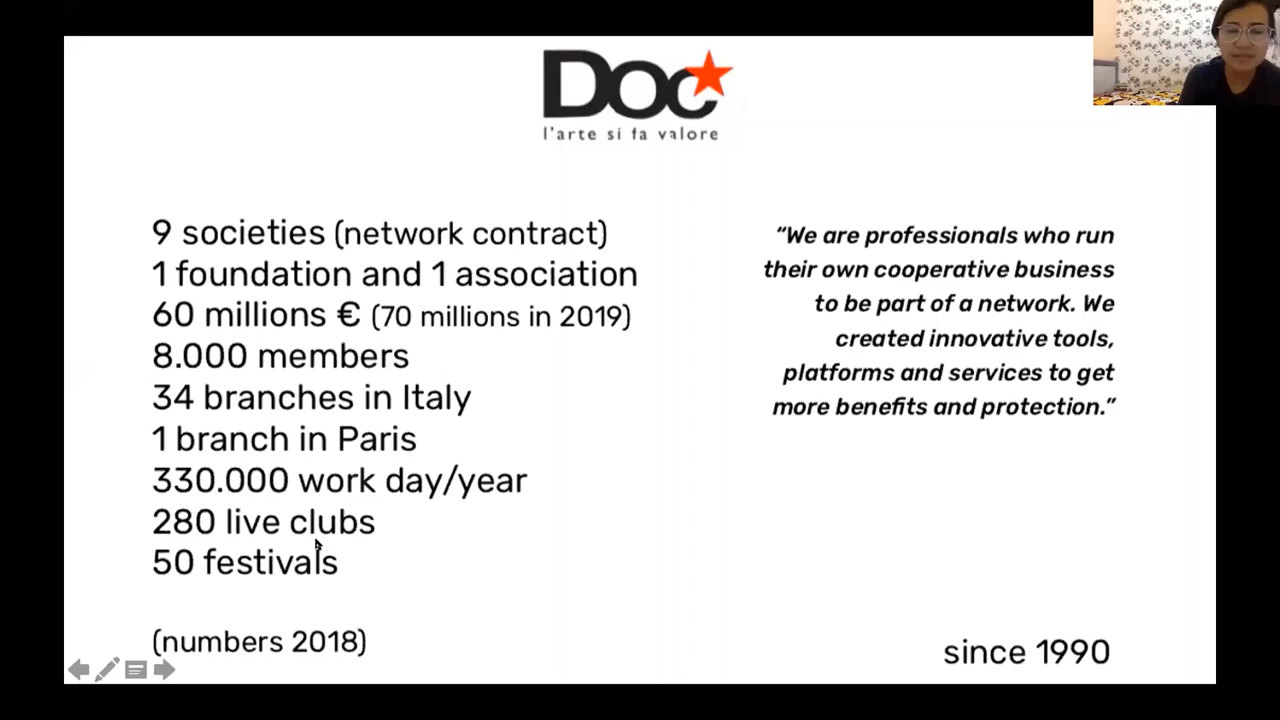 Doc
l'arte si fa valore
9 societies (network contract)
1 foundation and 1 association
60 millions € (70 millions in 2019)
8.000 members
34 branches in Italy
1 branch in Paris
330.000 work day/year
280 live clubs
50 festivals
(numbers 2018)
“We are professionals who run
their own cooperative business
to be part of a network. We
created innovative tools,
platforms and services to get
more benefits and protection.”
since 1990